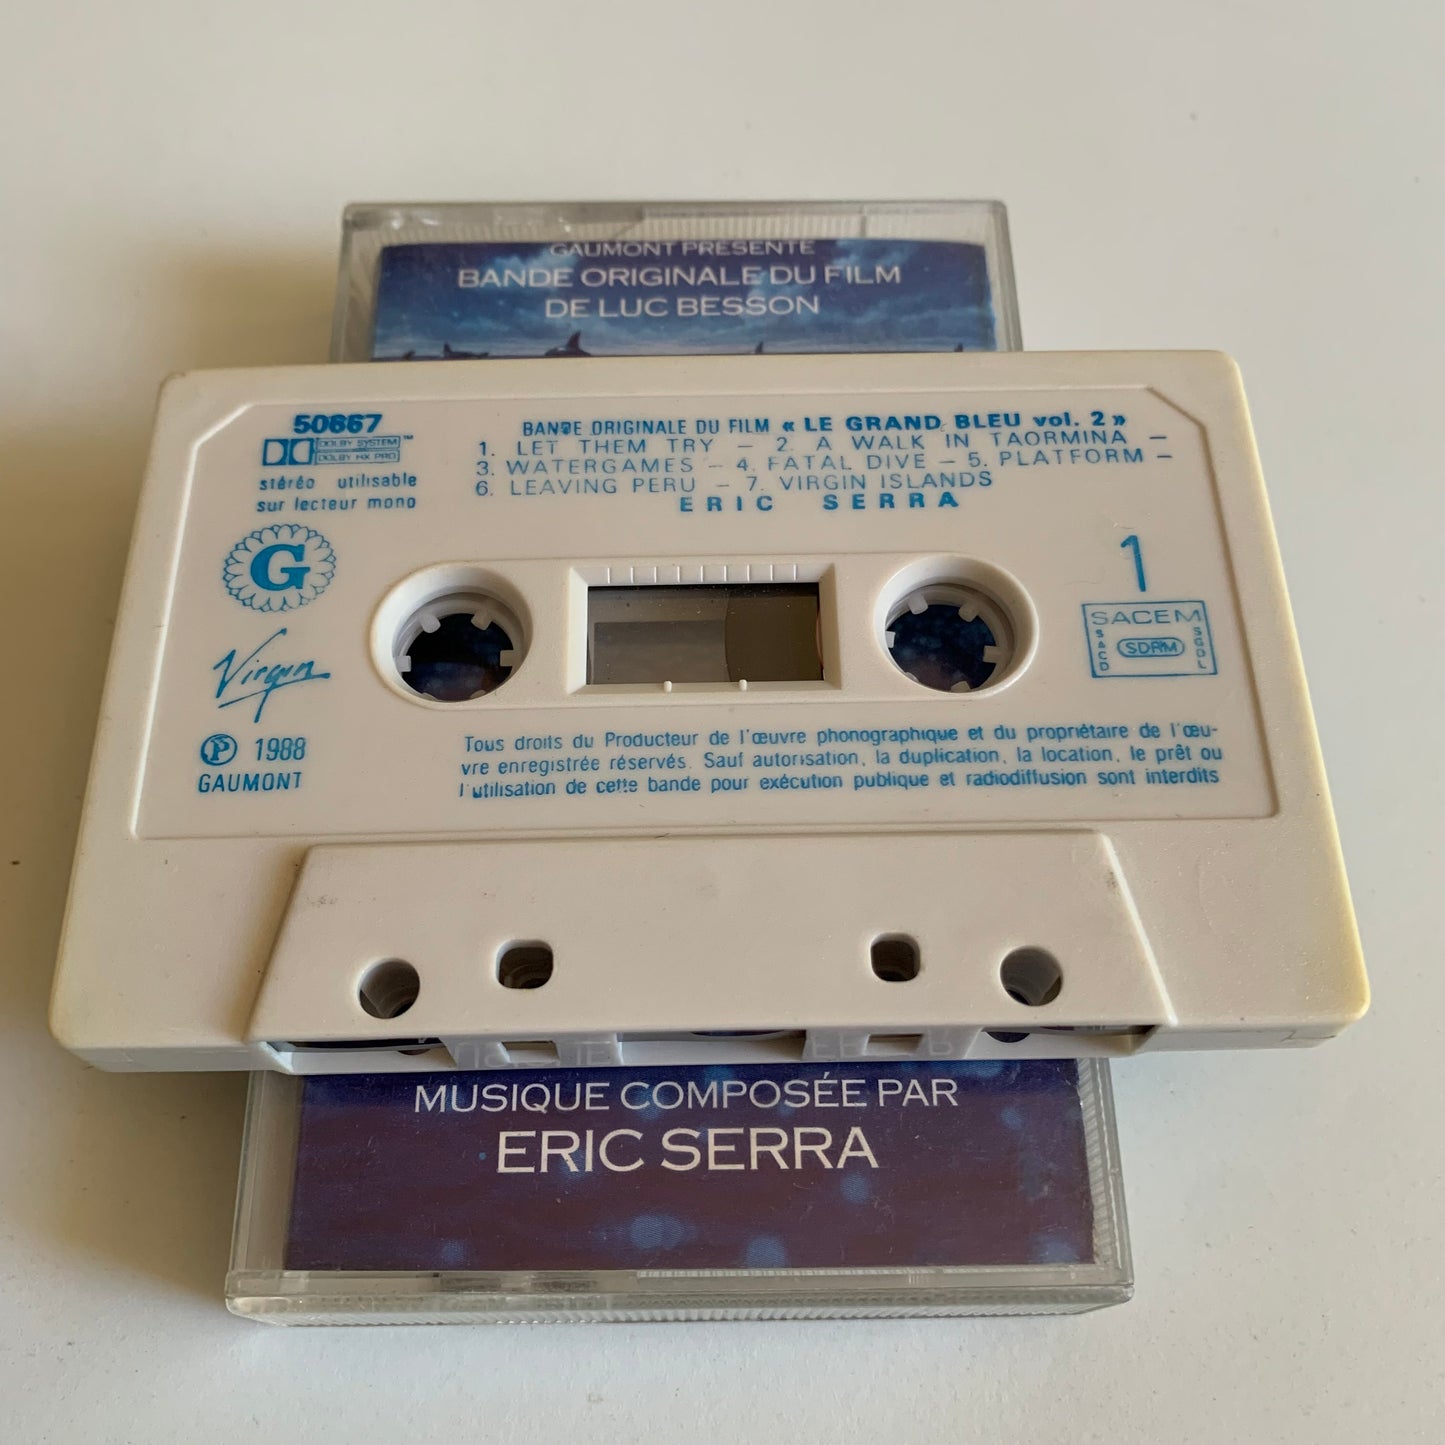 GAUMONT PRÉSENTE
BANDE ORIGINALE DU FILM
DE LUC BESSON
50667
DOLBY SYSTEM™
DOLBY HX PRO
stéréo utilisable
sur lecteur mono
BANDE ORIGINALE DU FILM « LE GRAND BLEU vol. 2 »
1. LET THEM TRY – 2. A WALK IN TAORMINA –
3. WATERGAMES – 4. FATAL DIVE – 5. PLATFORM –
6. LEAVING PERU – 7. VIRGIN ISLANDS
ERIC SERRA
G
Virgin
Ⓟ 1988
GAUMONT
1
SACEM
SACD
SDRM
SGDL
Tous droits du Producteur de l'œuvre phonographique et du propriétaire de l'œu-
vre enregistrée réservés. Sauf autorisation, la duplication, la location, le prêt ou
l'utilisation de cette bande pour exécution publique et radiodiffusion sont interdits
MUSIQUE COMPOSÉE PAR
ERIC SERRA